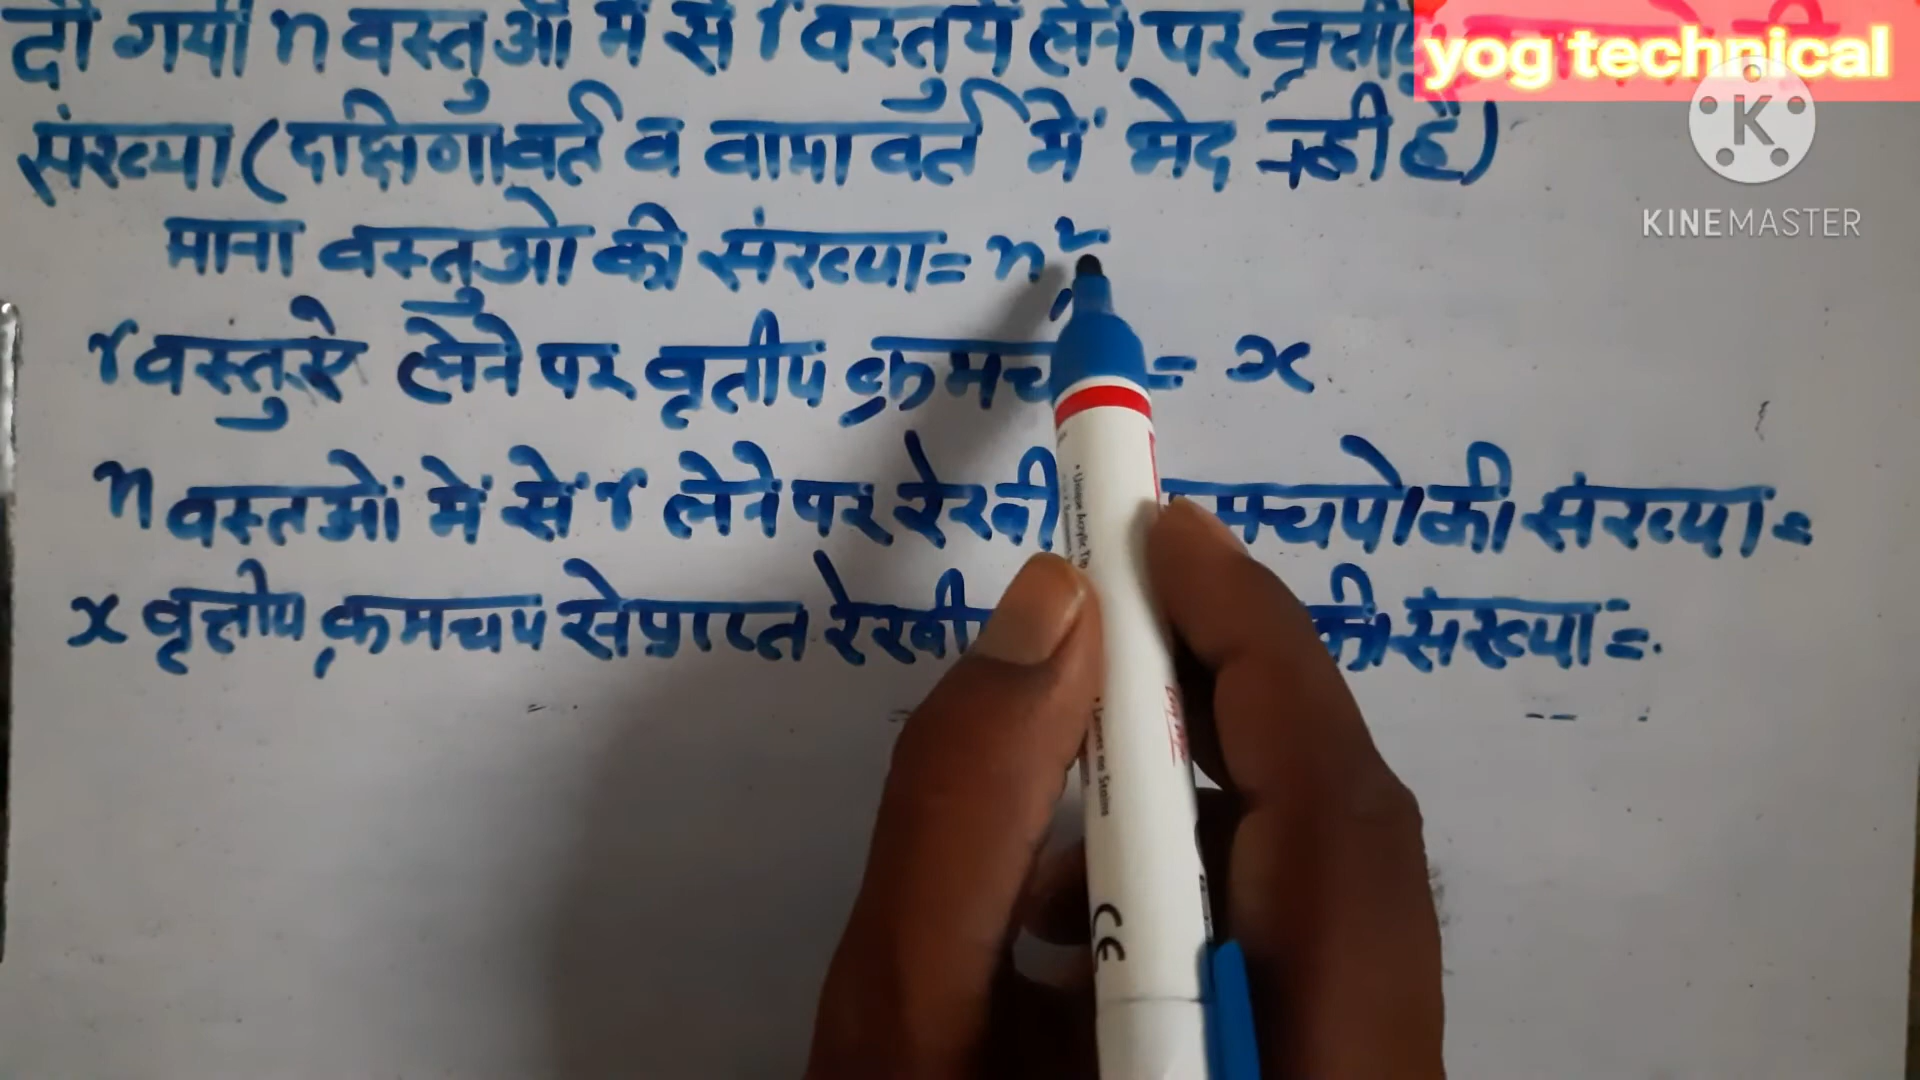 दी गयी n वस्तुओं में से r वस्तुयें लेने पर वृत्तीय
yog technical
संख्या (दक्षिणावर्त व वामावर्त में भेद नही है)
KINEMASTER
माना वस्तुओ की संख्या = n,
r वस्तुऐ लेने पर वृतीय क्रमच = x
n वस्तओं में से r लेने पर रेखी मचयो की संख्या =
x वृत्तीय क्रमचय से प्राप्त रेखीय की संख्या =